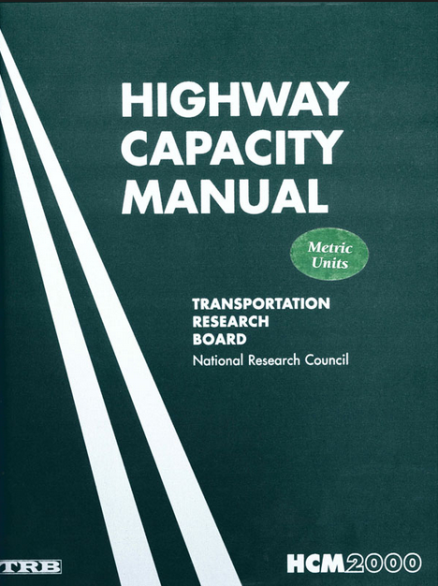 HIGHWAY
CAPACITY
MANUAL
Metric
Units
TRANSPORTATION
RESEARCH
BOARD
National Research Council
TRB
HCM2000